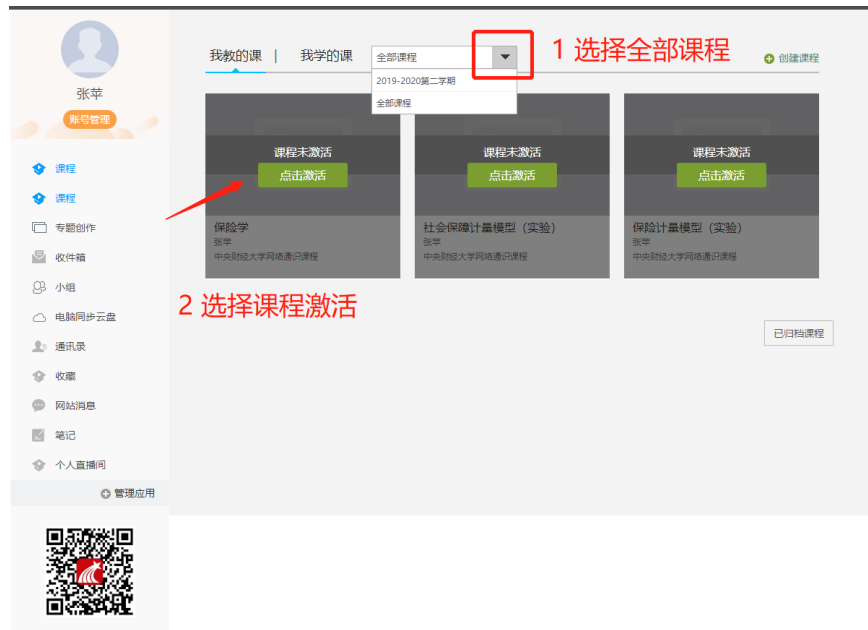 我教的课 | 我学的课
全部课程
1 选择全部课程
创建课程
2019-2020第二学期
全部课程
张苹
账号管理
课程
课程
专题创作
收件箱
小组
电脑同步云盘
通讯录
收藏
网站消息
笔记
个人直播间
管理应用
课程未激活
点击激活
保险学
张苹
中央财经大学网络通识课程
课程未激活
点击激活
社会保障计量模型（实验）
张苹
中央财经大学网络通识课程
课程未激活
点击激活
保险计量模型（实验）
张苹
中央财经大学网络通识课程
2 选择课程激活
已归档课程